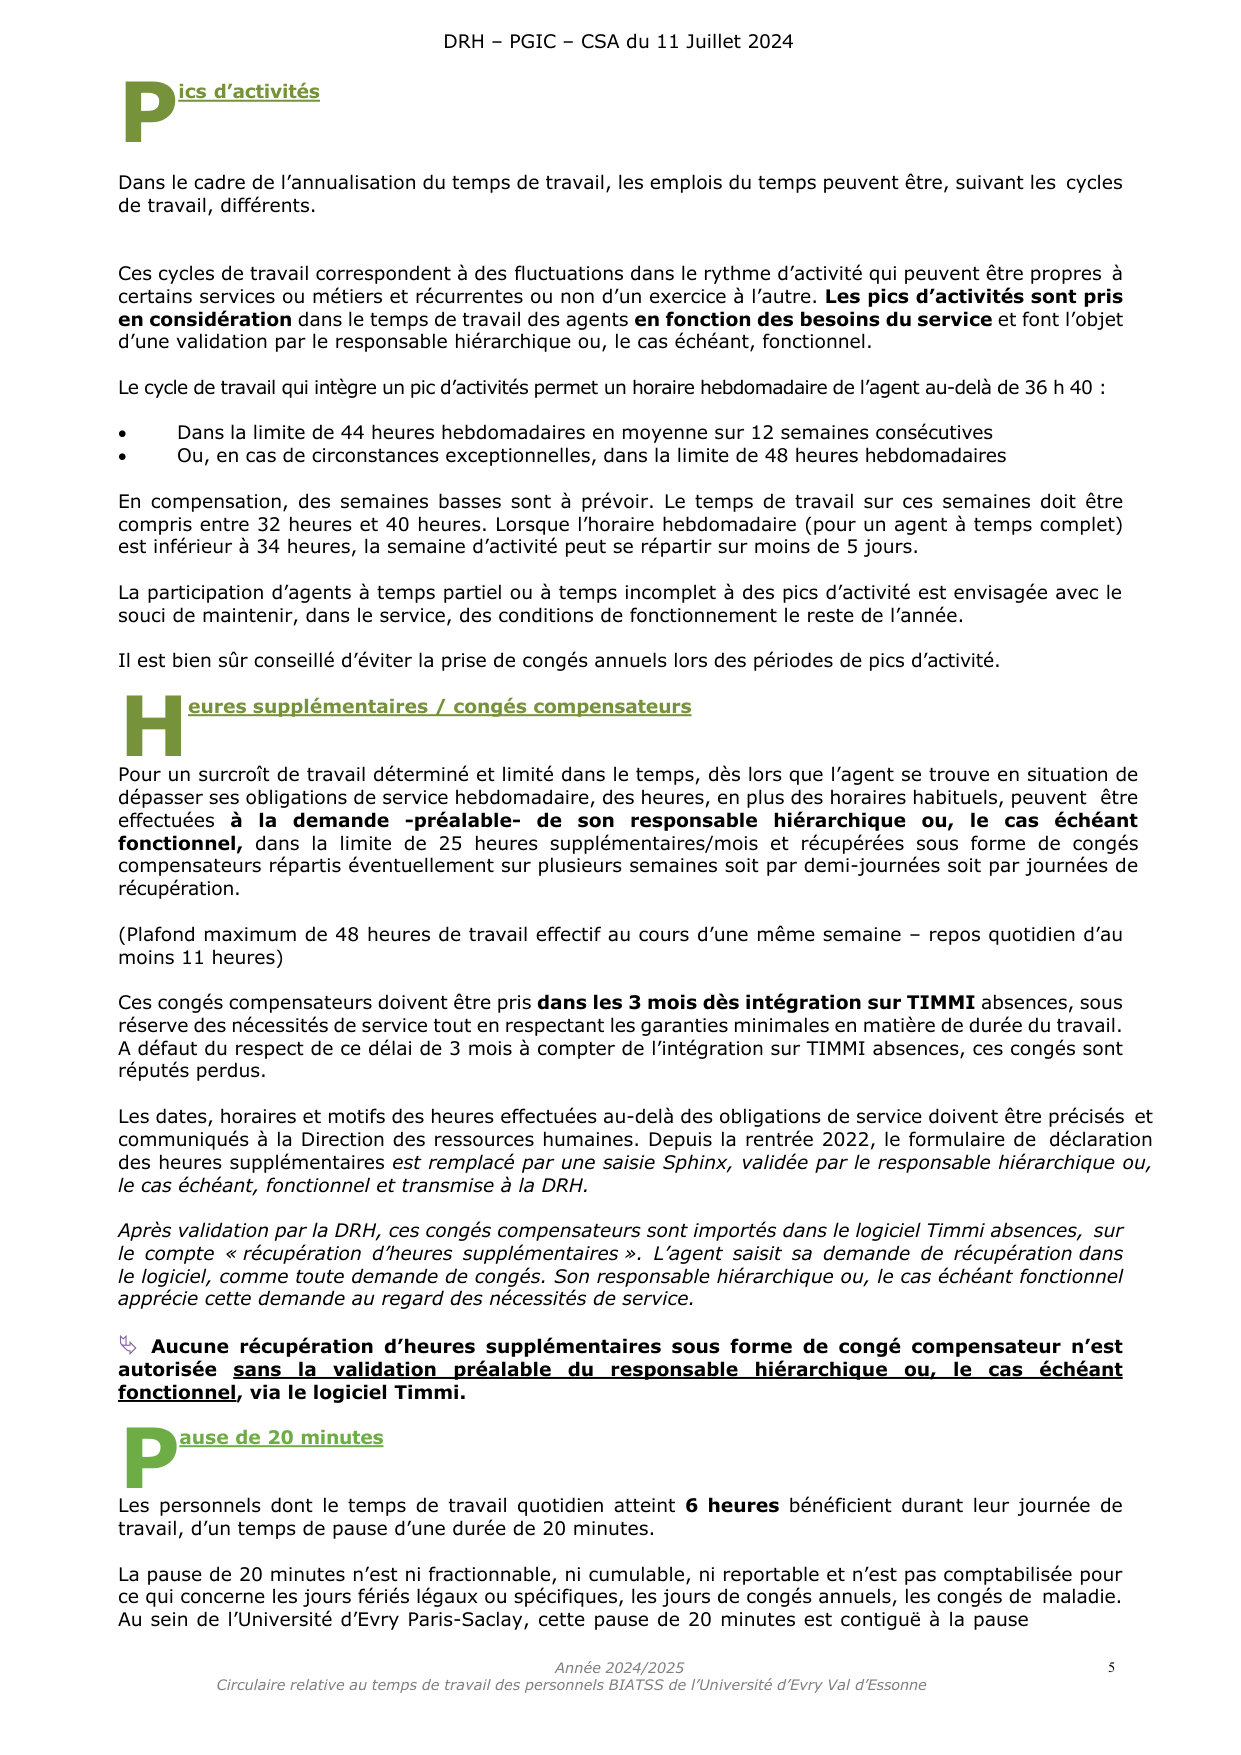 DRH – PGIC – CSA du 11 Juillet 2024
Pics d’activités
Dans le cadre de l’annualisation du temps de travail, les emplois du temps peuvent être, suivant les cycles
de travail, différents.
Ces cycles de travail correspondent à des fluctuations dans le rythme d’activité qui peuvent être propres à
certains services ou métiers et récurrentes ou non d’un exercice à l’autre. Les pics d’activités sont pris
en considération dans le temps de travail des agents en fonction des besoins du service et font l’objet
d’une validation par le responsable hiérarchique ou, le cas échéant, fonctionnel.
Le cycle de travail qui intègre un pic d’activités permet un horaire hebdomadaire de l’agent au-delà de 36 h 40 :
• Dans la limite de 44 heures hebdomadaires en moyenne sur 12 semaines consécutives
• Ou, en cas de circonstances exceptionnelles, dans la limite de 48 heures hebdomadaires
En compensation, des semaines basses sont à prévoir. Le temps de travail sur ces semaines doit être
compris entre 32 heures et 40 heures. Lorsque l’horaire hebdomadaire (pour un agent à temps complet)
est inférieur à 34 heures, la semaine d’activité peut se répartir sur moins de 5 jours.
La participation d’agents à temps partiel ou à temps incomplet à des pics d’activité est envisagée avec le
souci de maintenir, dans le service, des conditions de fonctionnement le reste de l’année.
Il est bien sûr conseillé d’éviter la prise de congés annuels lors des périodes de pics d’activité.
Heures supplémentaires / congés compensateurs
Pour un surcroît de travail déterminé et limité dans le temps, dès lors que l’agent se trouve en situation de
dépasser ses obligations de service hebdomadaire, des heures, en plus des horaires habituels, peuvent être
effectuées à la demande -préalable- de son responsable hiérarchique ou, le cas échéant
fonctionnel, dans la limite de 25 heures supplémentaires/mois et récupérées sous forme de congés
compensateurs répartis éventuellement sur plusieurs semaines soit par demi-journées soit par journées de
récupération.
(Plafond maximum de 48 heures de travail effectif au cours d’une même semaine – repos quotidien d’au
moins 11 heures)
Ces congés compensateurs doivent être pris dans les 3 mois dès intégration sur TIMMI absences, sous
réserve des nécessités de service tout en respectant les garanties minimales en matière de durée du travail.
A défaut du respect de ce délai de 3 mois à compter de l’intégration sur TIMMI absences, ces congés sont
réputés perdus.
Les dates, horaires et motifs des heures effectuées au-delà des obligations de service doivent être précisés et
communiqués à la Direction des ressources humaines. Depuis la rentrée 2022, le formulaire de déclaration
des heures supplémentaires est remplacé par une saisie Sphinx, validée par le responsable hiérarchique ou,
le cas échéant, fonctionnel et transmise à la DRH.
Après validation par la DRH, ces congés compensateurs sont importés dans le logiciel Timmi absences, sur
le compte « récupération d’heures supplémentaires ». L’agent saisit sa demande de récupération dans
le logiciel, comme toute demande de congés. Son responsable hiérarchique ou, le cas échéant fonctionnel
apprécie cette demande au regard des nécessités de service.
Aucune récupération d’heures supplémentaires sous forme de congé compensateur n’est
autorisée sans la validation préalable du responsable hiérarchique ou, le cas échéant
fonctionnel, via le logiciel Timmi.
Pause de 20 minutes
Les personnels dont le temps de travail quotidien atteint 6 heures bénéficient durant leur journée de
travail, d’un temps de pause d’une durée de 20 minutes.
La pause de 20 minutes n’est ni fractionnable, ni cumulable, ni reportable et n’est pas comptabilisée pour
ce qui concerne les jours fériés légaux ou spécifiques, les jours de congés annuels, les congés de maladie.
Au sein de l’Université d’Evry Paris-Saclay, cette pause de 20 minutes est contiguë à la pause
Année 2024/2025
5
Circulaire relative au temps de travail des personnels BIATSS de l’Université d’Evry Val d’Essonne